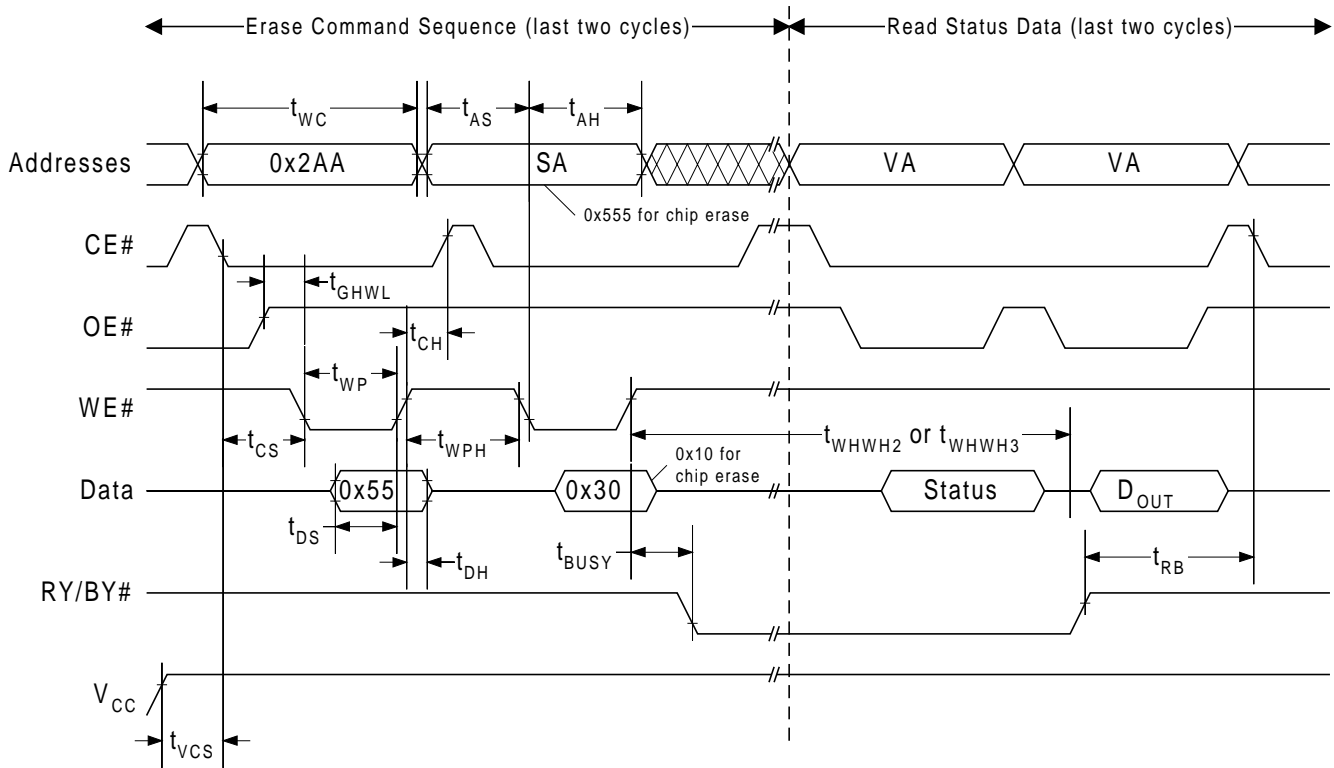 Erase Command Sequence (last two cycles)
Read Status Data (last two cycles)
tWC
tAS
tAH
Addresses
0x2AA
SA
VA
VA
0x555 for chip erase
CE#
tGHWL
OE#
tCH
tWP
WE#
tCS
tWPH
tWHWH2 or tWHWH3
0x10 for
chip erase
Data
0x55
0x30
Status
DOUT
tDS
tDH
tBUSY
tRB
RY/BY#
VCC
tVCS